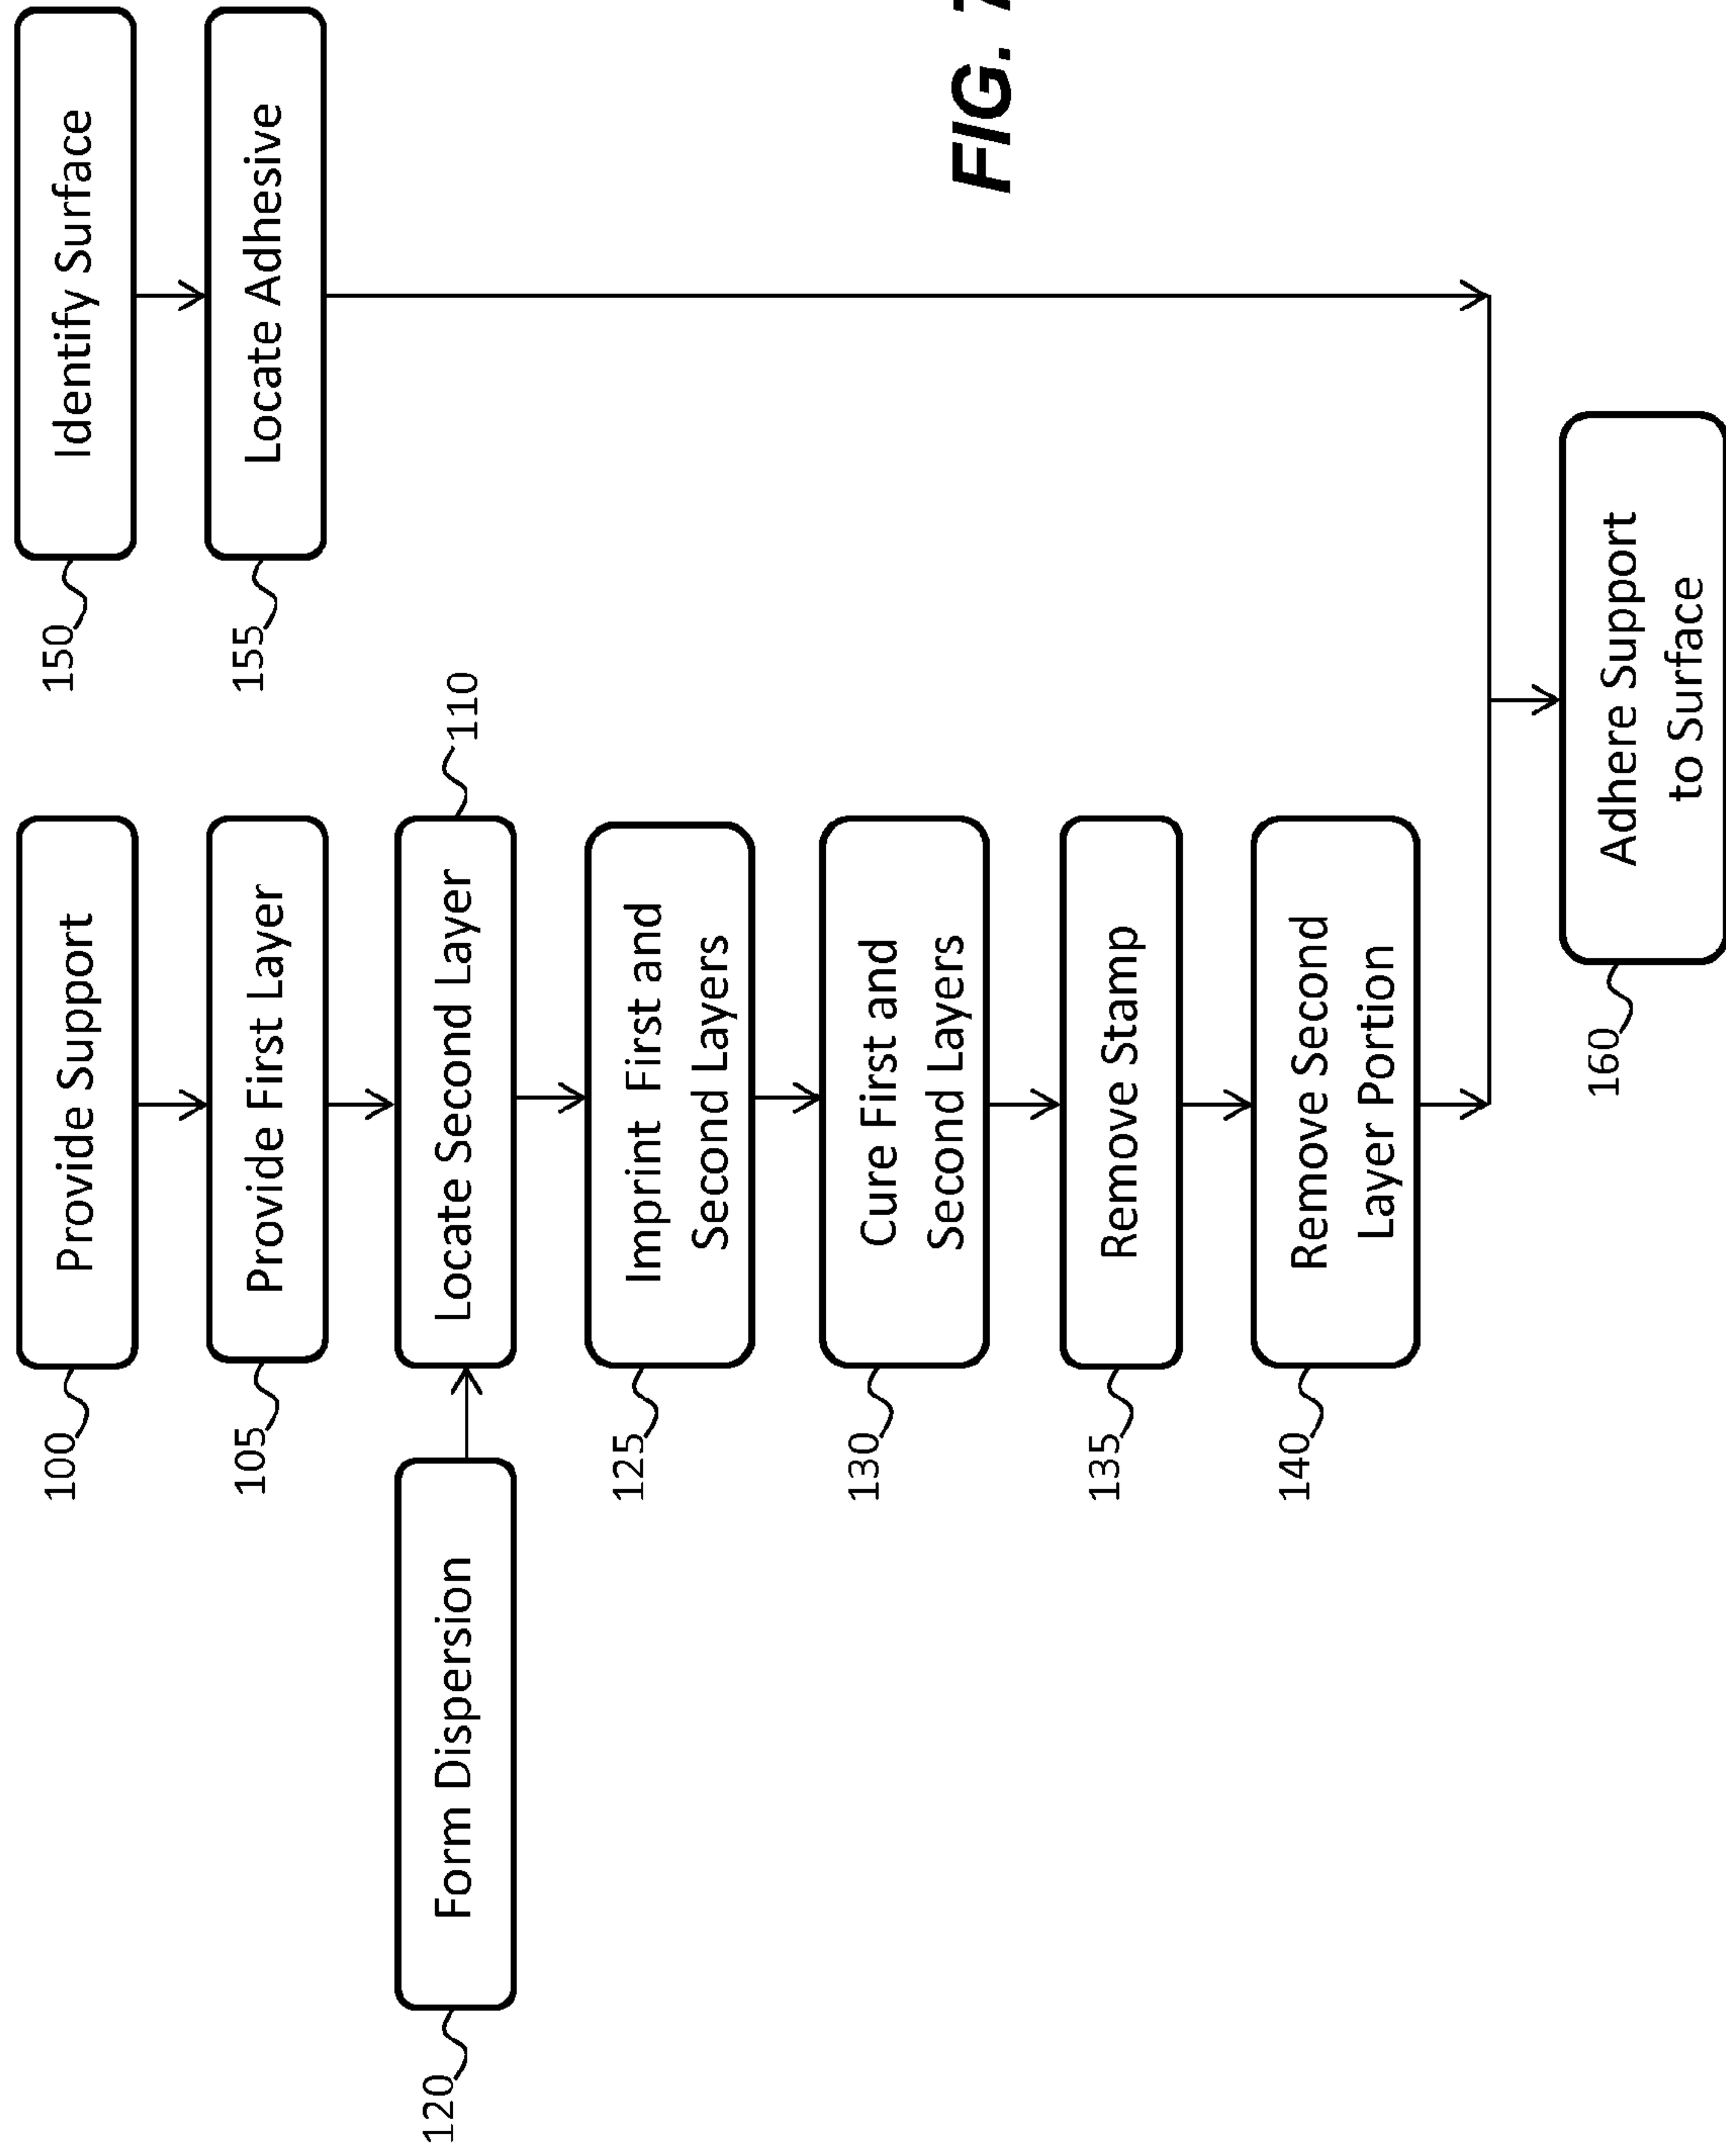 100
Provide Support
150
Identify Surface
105
Provide First Layer
155
Locate Adhesive
120
Form Dispersion
Locate Second Layer
110
125
Imprint First and
Second Layers
130
Cure First and
Second Layers
135
Remove Stamp
140
Remove Second
Layer Portion
160
Adhere Support
to Surface
FIG. 7